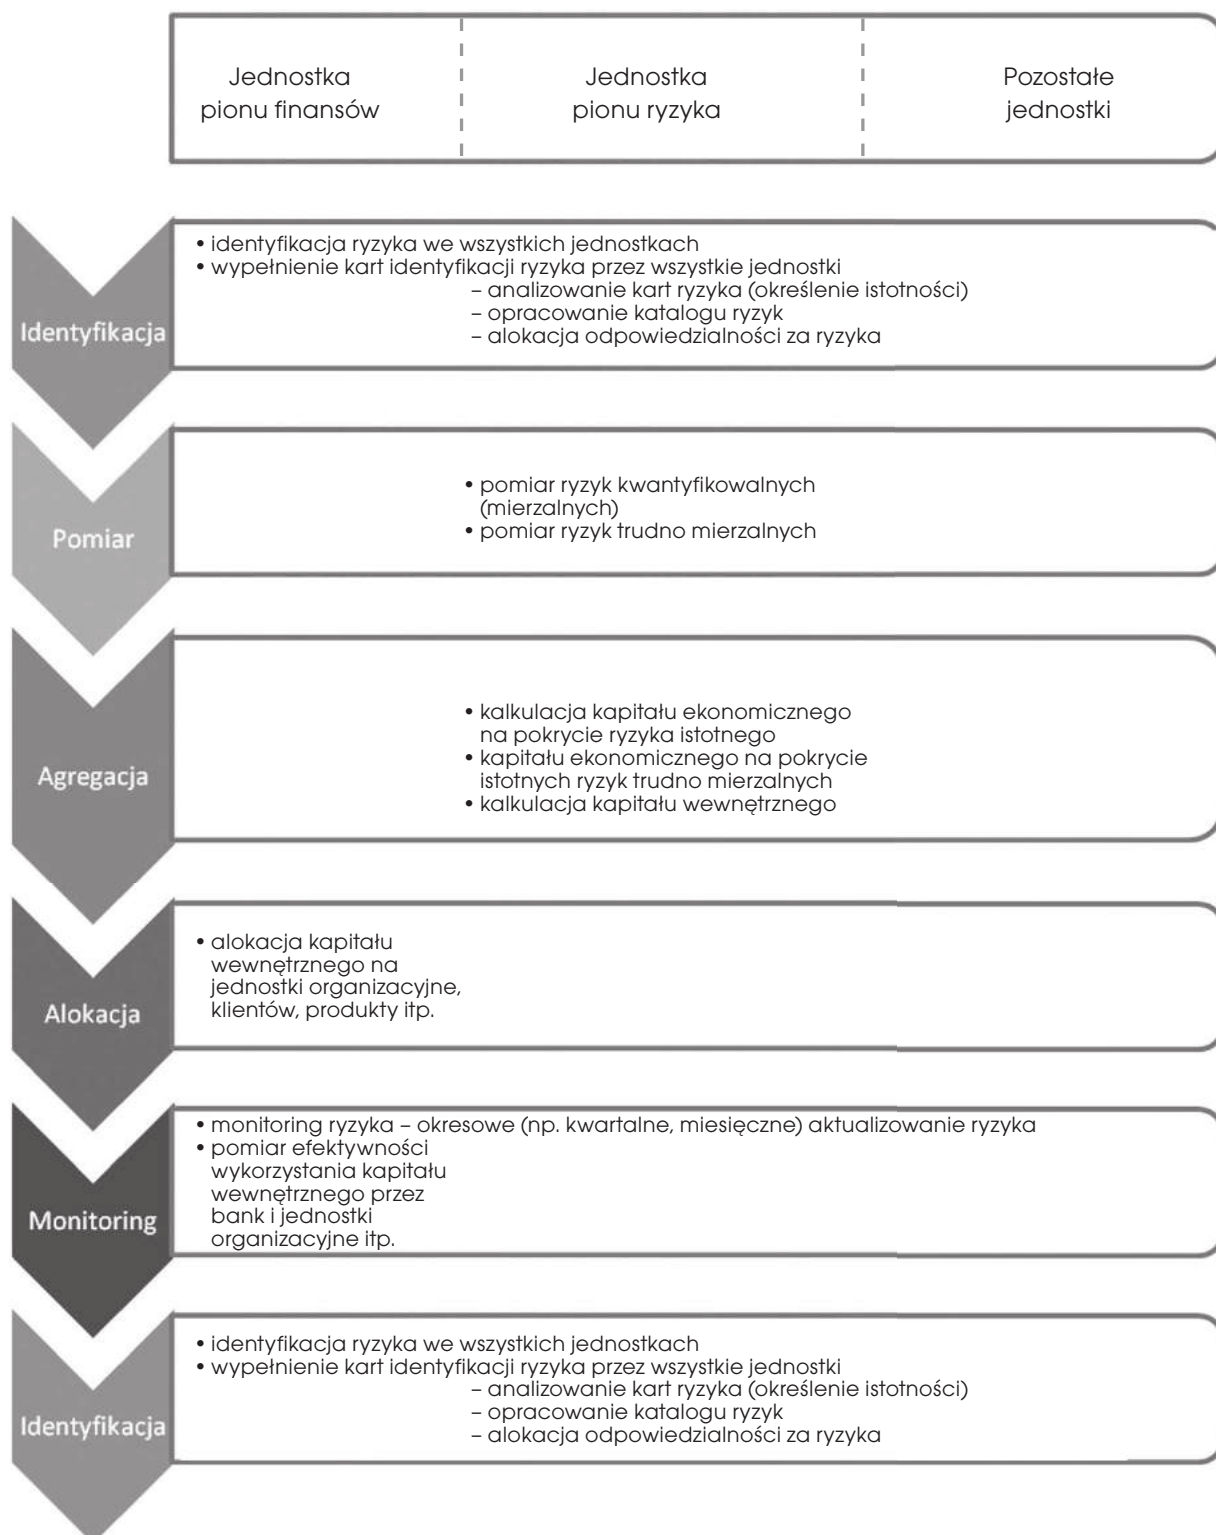 Jednostka
pionu finansów
Jednostka
pionu ryzyka
Pozostałe
jednostki
Identyfikacja
• identyfikacja ryzyka we wszystkich jednostkach
• wypełnienie kart identyfikacji ryzyka przez wszystkie jednostki
– analizowanie kart ryzyka (określenie istotności)
– opracowanie katalogu ryzyk
– alokacja odpowiedzialności za ryzyka
Pomiar
• pomiar ryzyk kwantyfikowalnych
(mierzalnych)
• pomiar ryzyk trudno mierzalnych
Agregacja
• kalkulacja kapitału ekonomicznego
na pokrycie ryzyka istotnego
• kapitału ekonomicznego na pokrycie
istotnych ryzyk trudno mierzalnych
• kalkulacja kapitału wewnętrznego
Alokacja
• alokacja kapitału
wewnętrznego na
jednostki organizacyjne,
klientów, produkty itp.
Monitoring
• monitoring ryzyka – okresowe (np. kwartalne, miesięczne) aktualizowanie ryzyka
• pomiar efektywności
wykorzystania kapitału
wewnętrznego przez
bank i jednostki
organizacyjne itp.
Identyfikacja
• identyfikacja ryzyka we wszystkich jednostkach
• wypełnienie kart identyfikacji ryzyka przez wszystkie jednostki
– analizowanie kart ryzyka (określenie istotności)
– opracowanie katalogu ryzyk
– alokacja odpowiedzialności za ryzyka